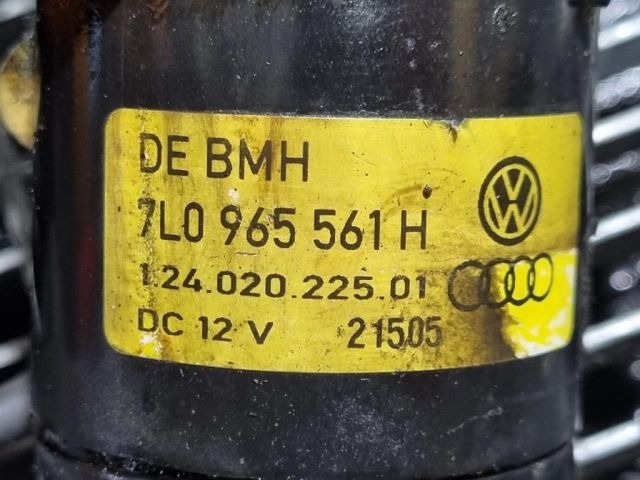 DE BMH
7L0 965 561 H
1.24.020.225.01
DC 12 V 21505